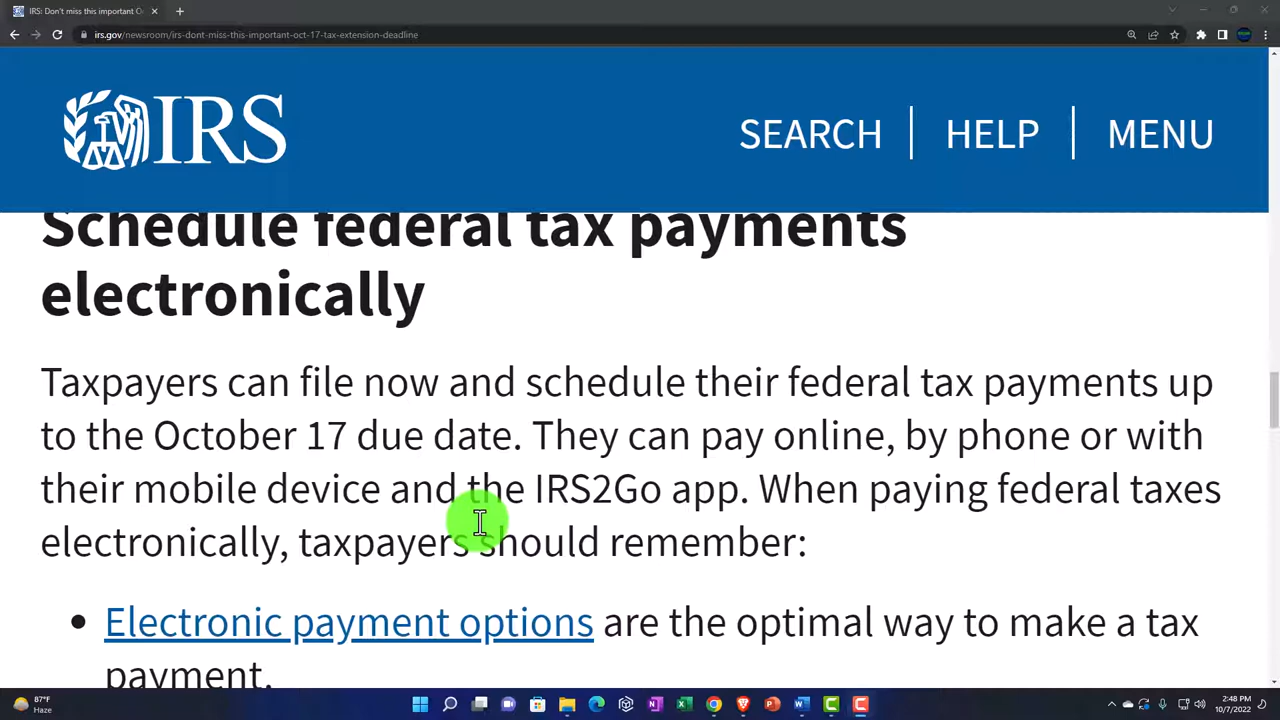 IRS: Don't miss this important Oc
irs.gov/newsroom/irs-dont-miss-this-important-oct-17-tax-extension-deadline
IRS
SEARCH HELP MENU
Schedule federal tax payments
electronically
Taxpayers can file now and schedule their federal tax payments up
to the October 17 due date. They can pay online, by phone or with
their mobile device and the IRS2Go app. When paying federal taxes
electronically, taxpayers should remember:
• Electronic payment options are the optimal way to make a tax
payment.
87°F
Haze
2:48 PM
10/7/2022